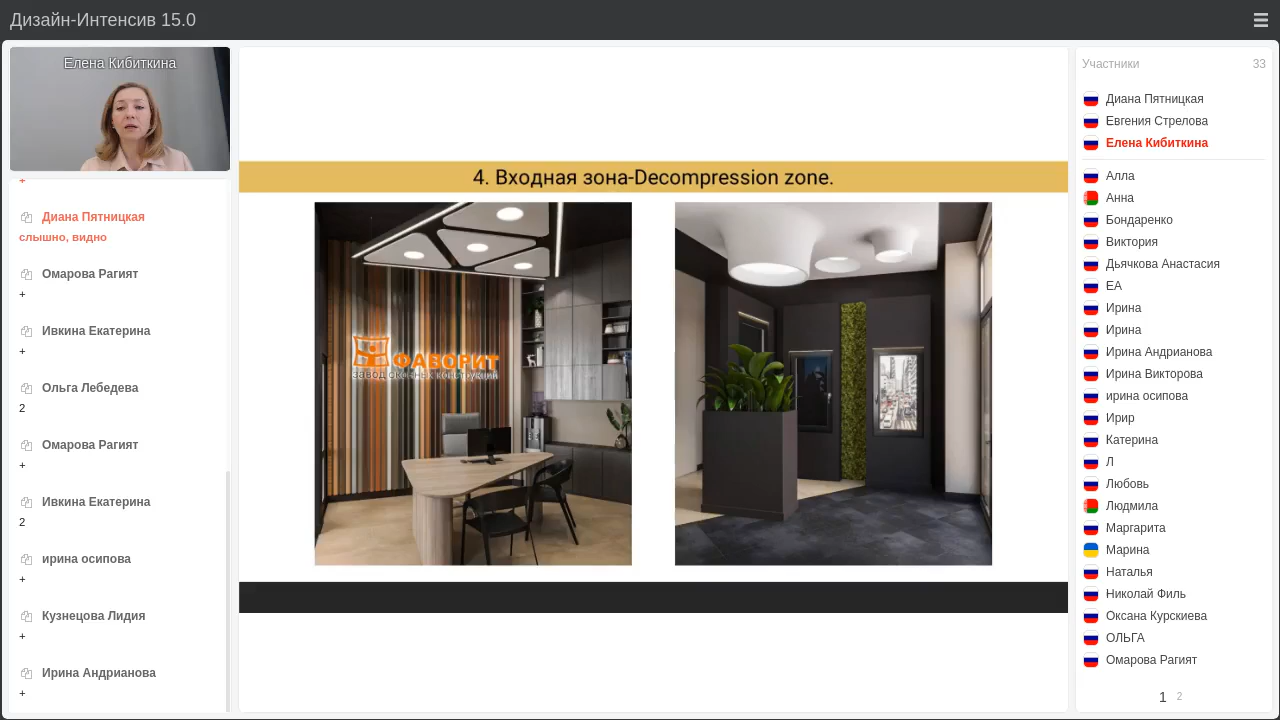 Дизайн-Интенсив 15.0
Елена Кибиткина
+
Диана Пятницкая
слышно, видно
Омарова Рагият
+
Ивкина Екатерина
+
Ольга Лебедева
2
Омарова Рагият
+
Ивкина Екатерина
2
ирина осипова
+
Кузнецова Лидия
+
Ирина Андрианова
+
4. Входная зона-Decompression zone.
ФАВОРИТ
ЗАВОД ОКОННЫХ КОНСТРУКЦИЙ
Участники 33
Диана Пятницкая
Евгения Стрелова
Елена Кибиткина
Алла
Анна
Бондаренко
Виктория
Дьячкова Анастасия
ЕА
Ирина
Ирина
Ирина Андрианова
Ирина Викторова
ирина осипова
Ирир
Катерина
Л
Любовь
Людмила
Маргарита
Марина
Наталья
Николай Филь
Оксана Курскиева
ОЛЬГА
Омарова Рагият
1 2